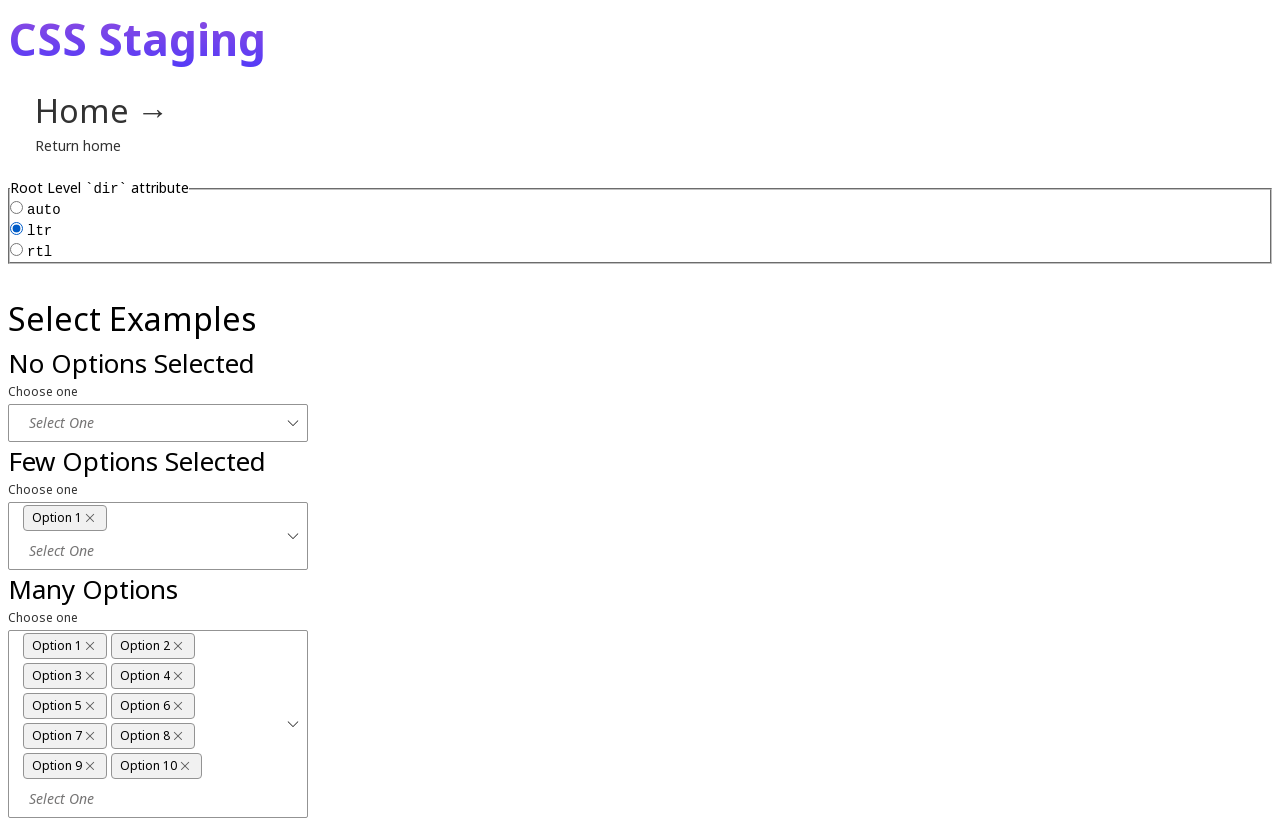 CSS Staging
Home →
Return home
Root Level `dir` attribute
auto
ltr
rtl
Select Examples
No Options Selected
Choose one
Select One
Few Options Selected
Choose one
Option 1
Select One
Many Options
Choose one
Option 1 Option 2
Option 3 Option 4
Option 5 Option 6
Option 7 Option 8
Option 9 Option 10
Select One